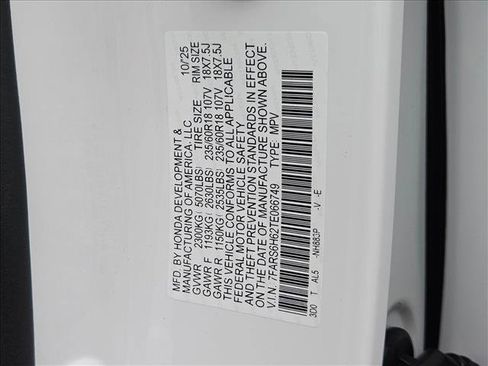 MFD. BY HONDA DEVELOPMENT & 10/25
MANUFACTURING OF AMERICA, LLC
GVWR 2300KG( 5070LBS) TIRE SIZE RIM SIZE
GAWR F 1193KG( 2630LBS) 235/60R18 107V 18X7.5J
GAWR R 1150KG( 2535LBS) 235/60R18 107V 18X7.5J
THIS VEHICLE CONFORMS TO ALL APPLICABLE
FEDERAL MOTOR VEHICLE SAFETY
AND THEFT PREVENTION STANDARDS IN EFFECT
ON THE DATE OF MANUFACTURE SHOWN ABOVE.
V.I.N. 7FARS6H62TE066749 TYPE: MPV
3D0 T AL5 -NH883P -V -E